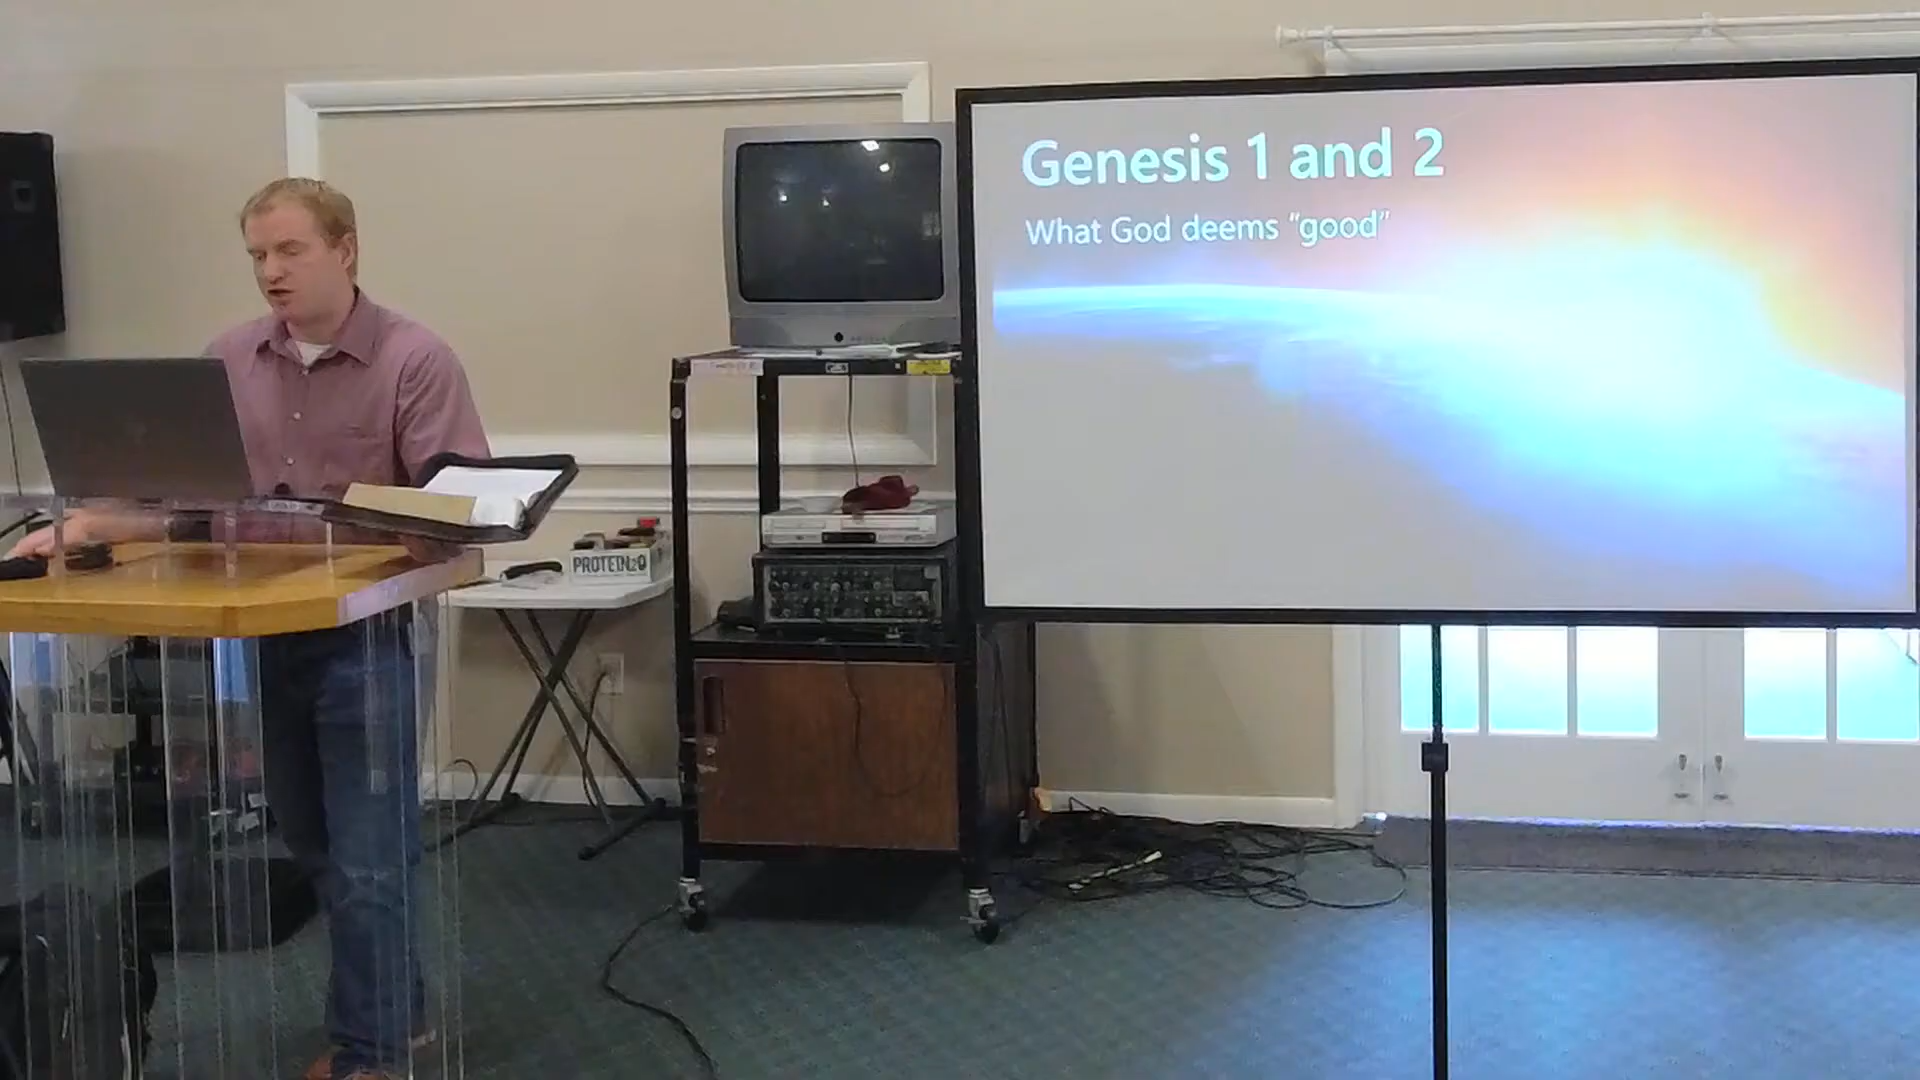 Genesis 1 and 2
What God deems “good”
PROTEIN2O